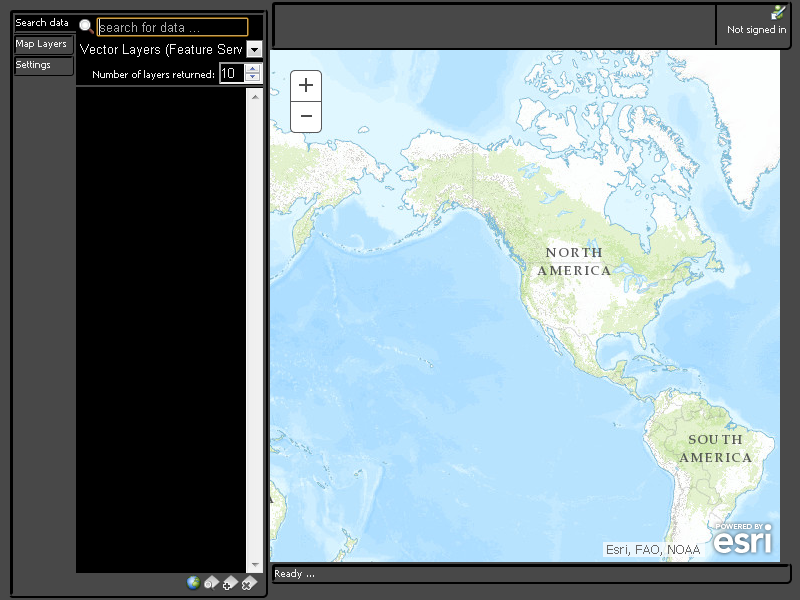 Search data
Map Layers
Settings
search for data ...
Vector Layers (Feature Serv
Number of layers returned: 10
Not signed in
+
−
NORTH
AMERICA
SOUTH
AMERICA
POWERED BY
esri
Esri, FAO, NOAA
Ready ...